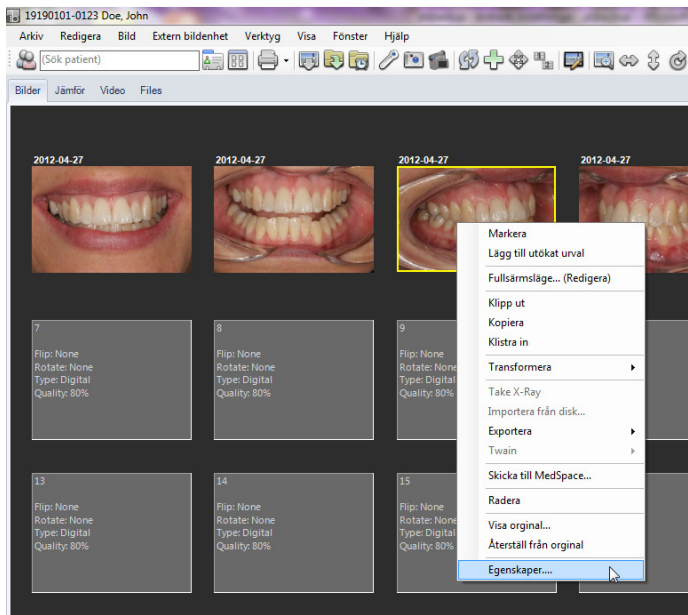 19190101-0123 Doe, John
Arkiv Redigera Bild Extern bildenhet Verktyg Visa Fönster Hjälp
(Sök patient)
Bilder Jämför Video Files
2012-04-27 2012-04-27 2012-04-27 2012-04-27
Markera
Lägg till utökat urval
Fullsärmsläge... (Redigera)
Klipp ut
Kopiera
Klistra in
Transformera
Take X-Ray
Importera från disk...
Exportera
Twain
Skicka till MedSpace...
Radera
Visa orginal...
Återställ från orginal
Egenskaper....
7
Flip: None
Rotate: None
Type: Digital
Quality: 80%
8
Flip: None
Rotate: None
Type: Digital
Quality: 80%
9
Flip: None
Rotate: None
Type: Digital
Quality: 80%
13
Flip: None
Rotate: None
Type: Digital
Quality: 80%
14
Flip: None
Rotate: None
Type: Digital
Quality: 80%
15
Flip: None
Rotate: None
Type: Digital
Quality: 80%